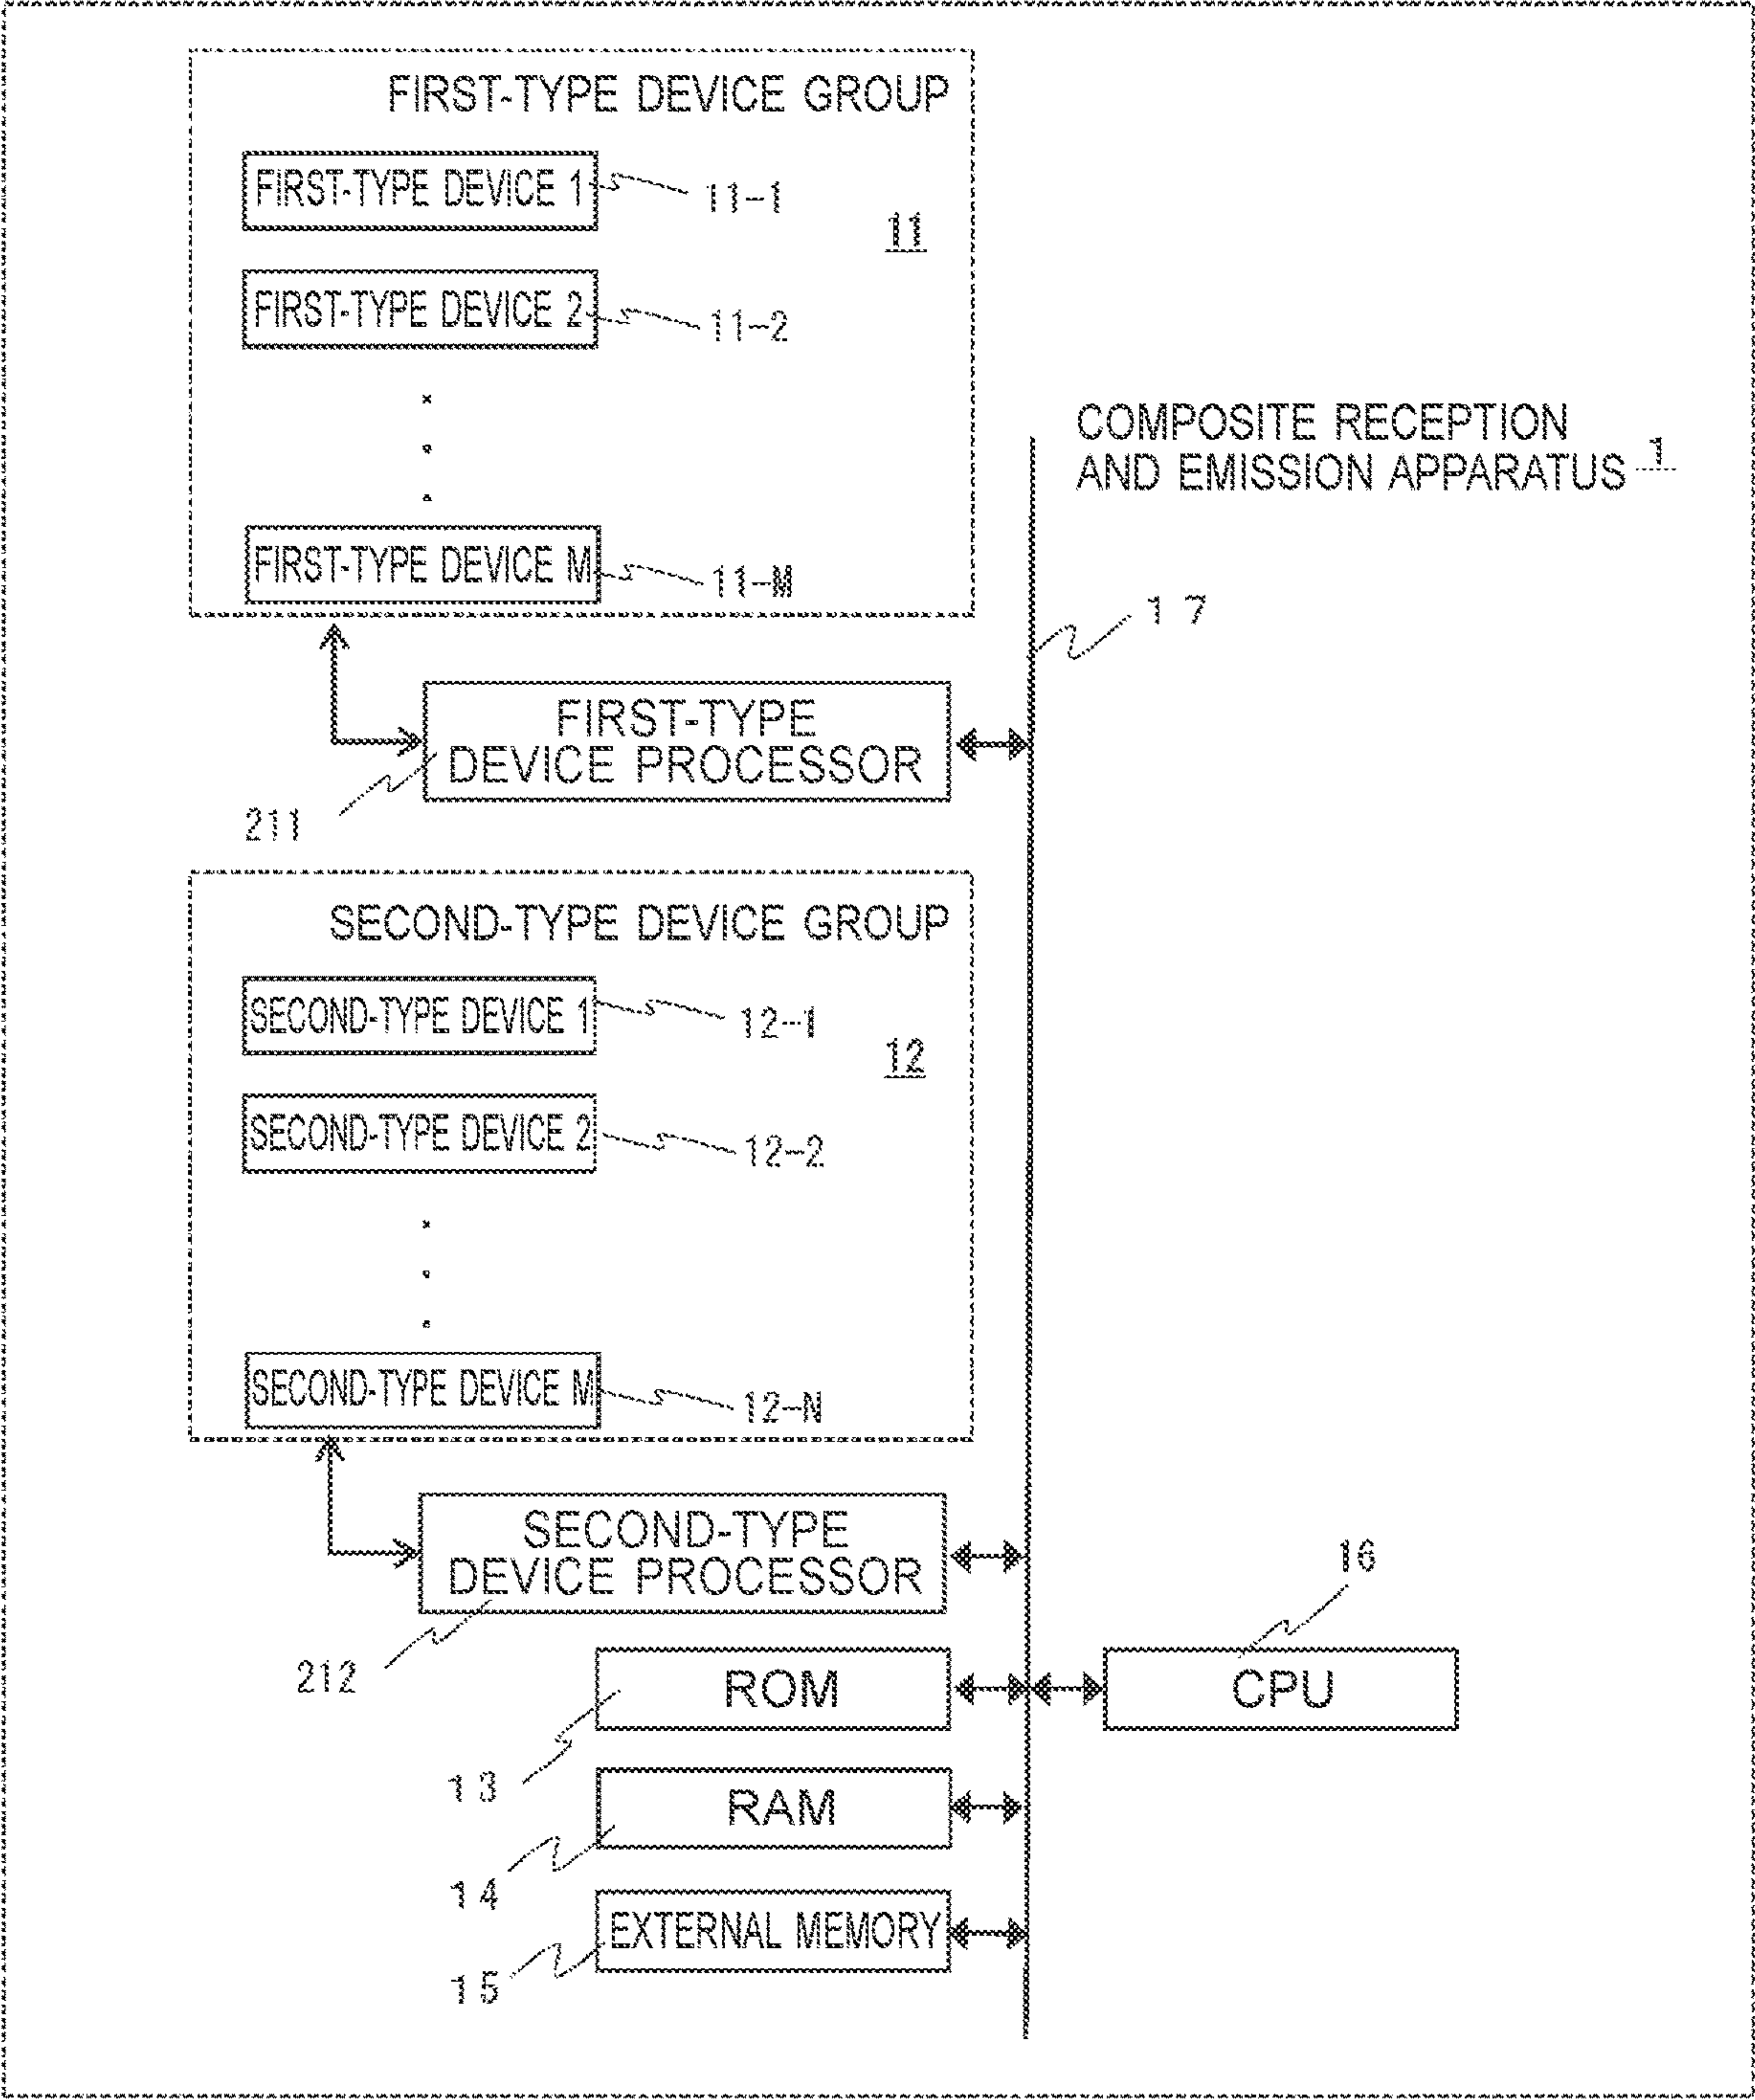 FIRST-TYPE DEVICE GROUP
FIRST-TYPE DEVICE 1
11-1
11
FIRST-TYPE DEVICE 2
11-2
COMPOSITE RECEPTION
AND EMISSION APPARATUS 1
FIRST-TYPE DEVICE M
11-M
17
FIRST-TYPE
DEVICE PROCESSOR
211
SECOND-TYPE DEVICE GROUP
SECOND-TYPE DEVICE 1
12-1
12
SECOND-TYPE DEVICE 2
12-2
SECOND-TYPE DEVICE M
12-N
SECOND-TYPE
DEVICE PROCESSOR
212
16
ROM
CPU
13
RAM
14
EXTERNAL MEMORY
15